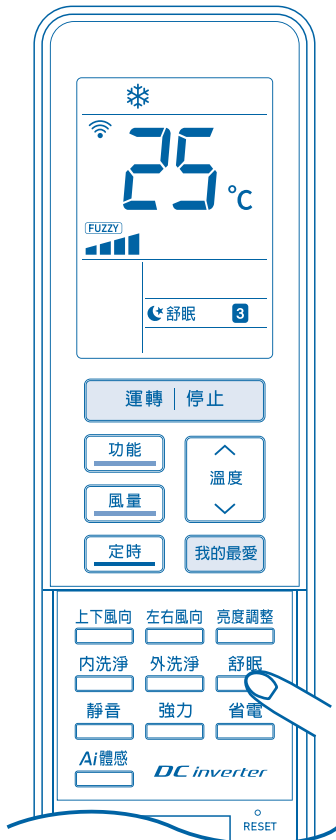 25 °C
FUZZY
舒眠 3
運轉 停止
功能
溫度
風量
定時 我的最愛
上下風向 左右風向 亮度調整
內洗淨 外洗淨 舒眠
靜音 強力 省電
Ai體感
DC inverter
RESET